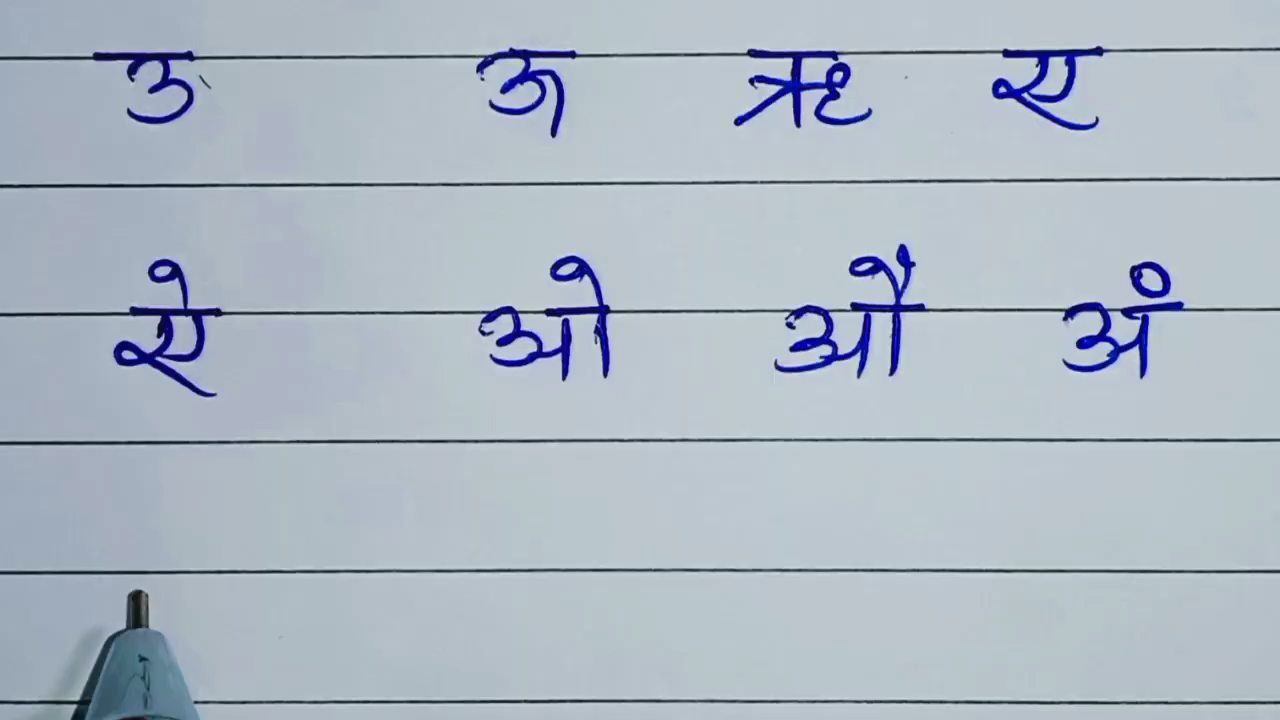 उ ऊ ऋ ए
ऐ ओ औ अं